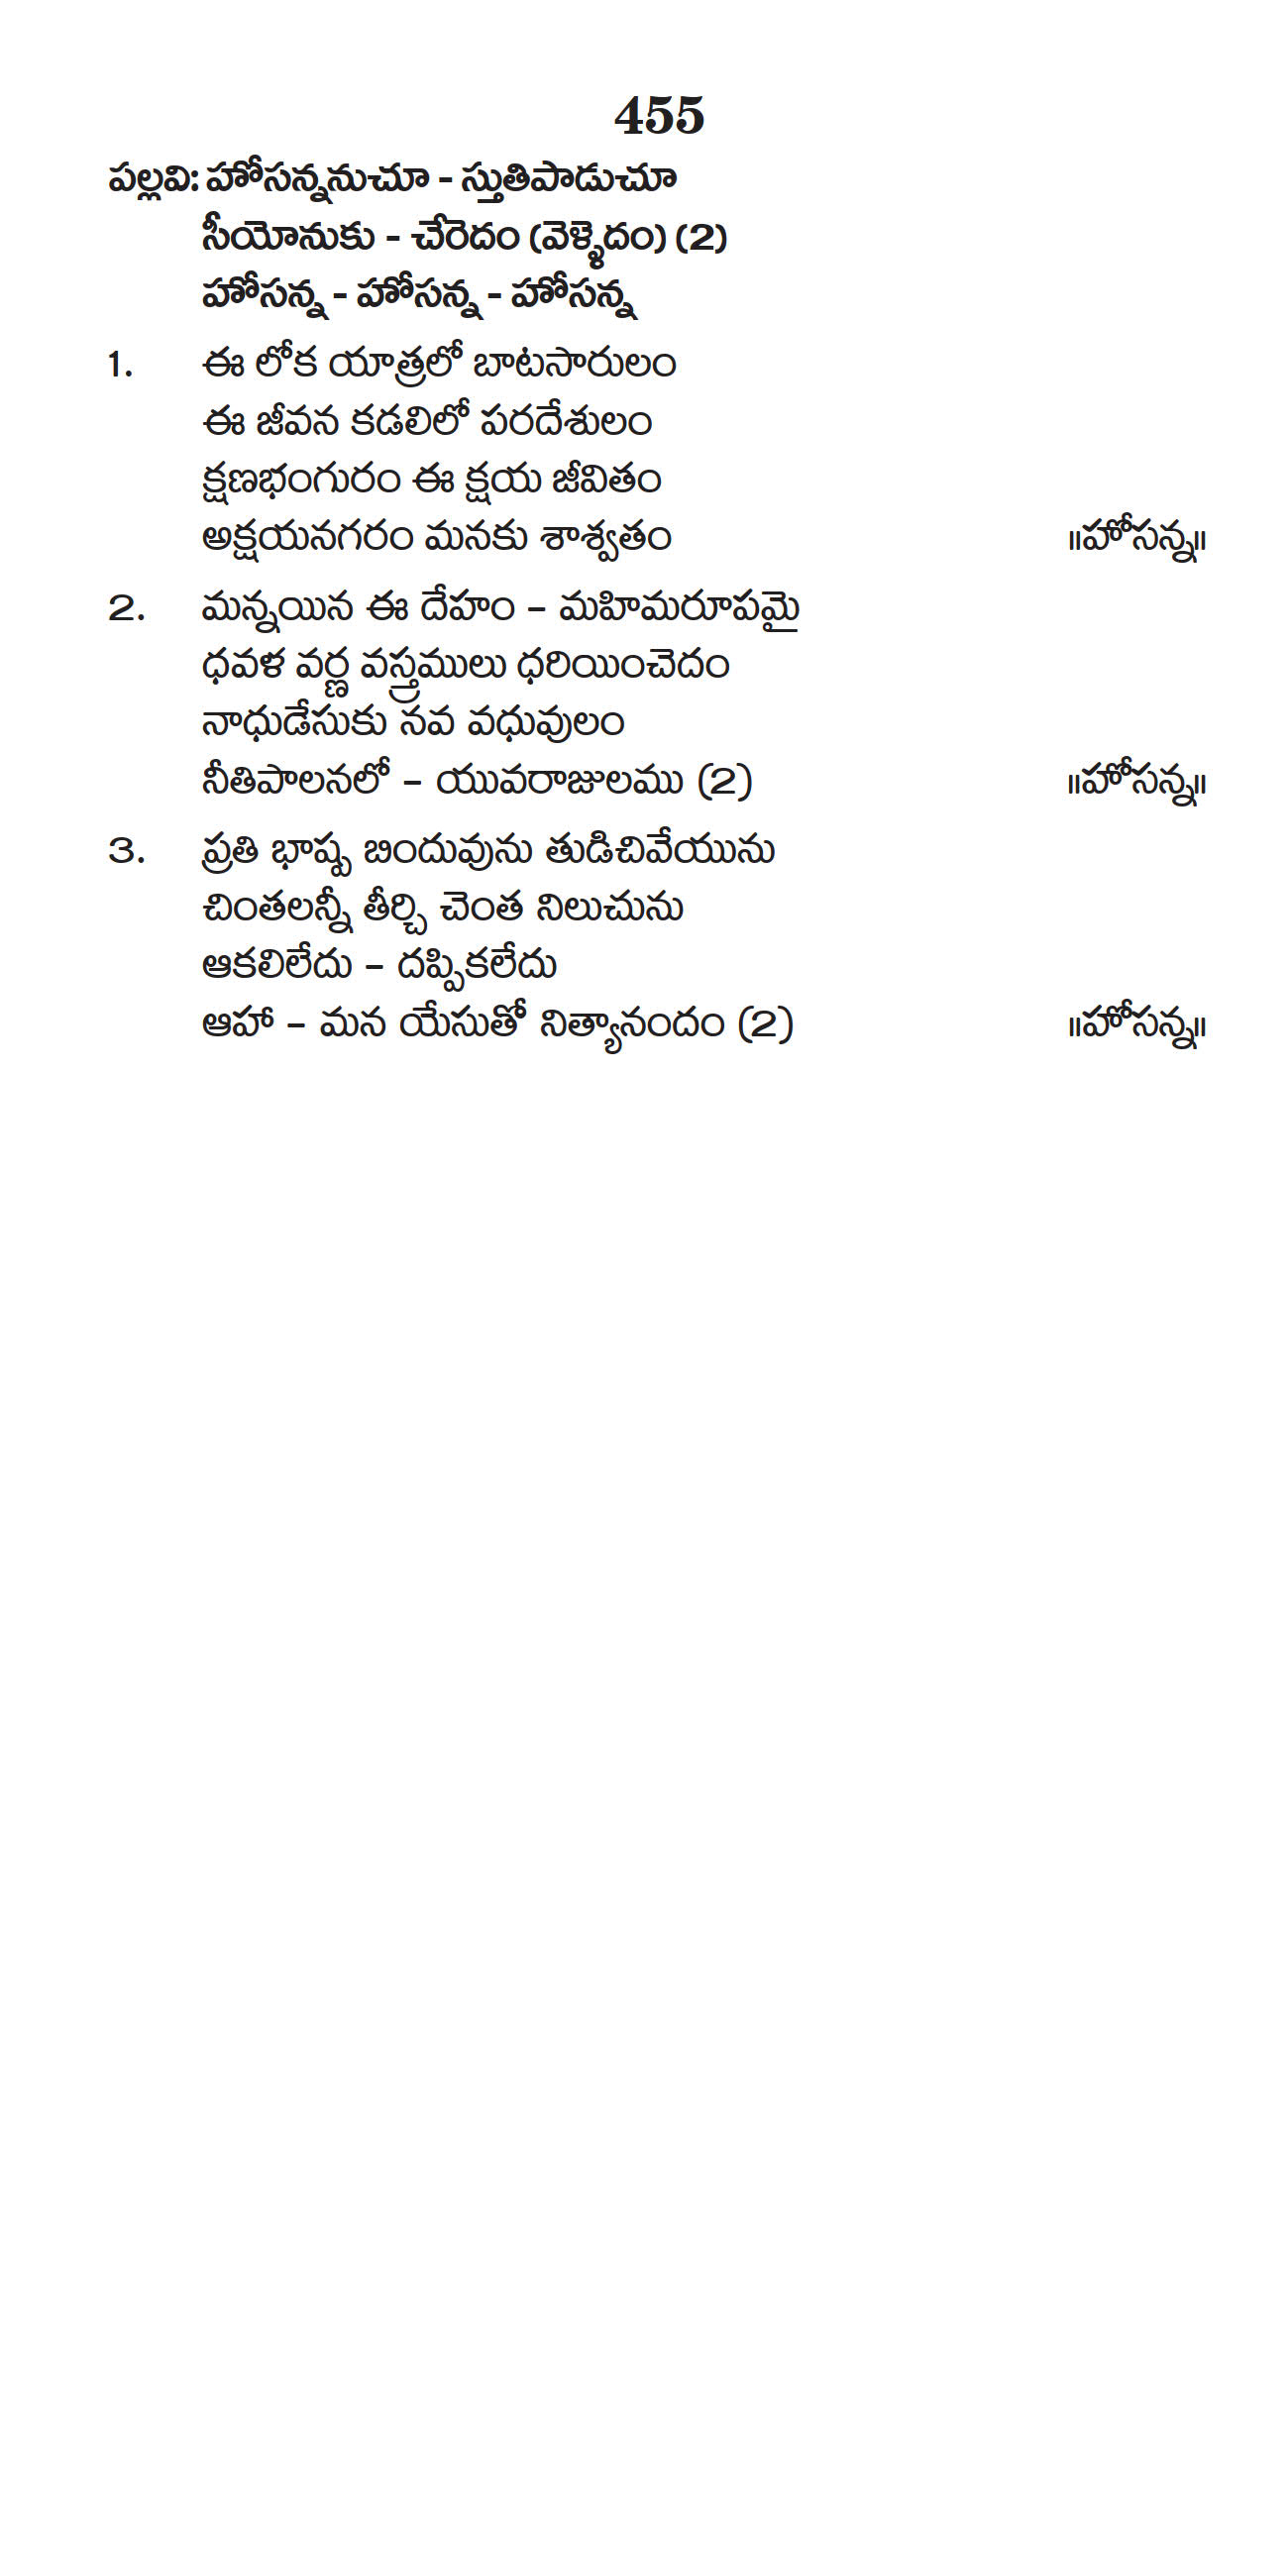 455
పల్లవి: హోసన్ననుచూ - స్తుతిపాడుచూ
సీయోనుకు - చేరెదం (వెళ్ళెదం) (2)
హోసన్న - హోసన్న - హోసన్న
1. ఈ లోక యాత్రలో బాటసారులం
ఈ జీవన కడలిలో పరదేశులం
క్షణభంగురం ఈ క్షయ జీవితం
అక్షయనగరం మనకు శాశ్వతం ॥హోసన్న॥
2. మన్నయిన ఈ దేహం – మహిమరూపమై
ధవళ వర్ణ వస్త్రములు ధరియించెదం
నాధుడేసుకు నవ వధువులం
నీతిపాలనలో – యువరాజులము (2) ॥హోసన్న॥
3. ప్రతి భాష్ప బిందువును తుడిచివేయును
చింతలన్నీ తీర్చి చెంత నిలుచును
ఆకలిలేదు – దప్పికలేదు
ఆహా – మన యేసుతో నిత్యానందం (2) ॥హోసన్న॥